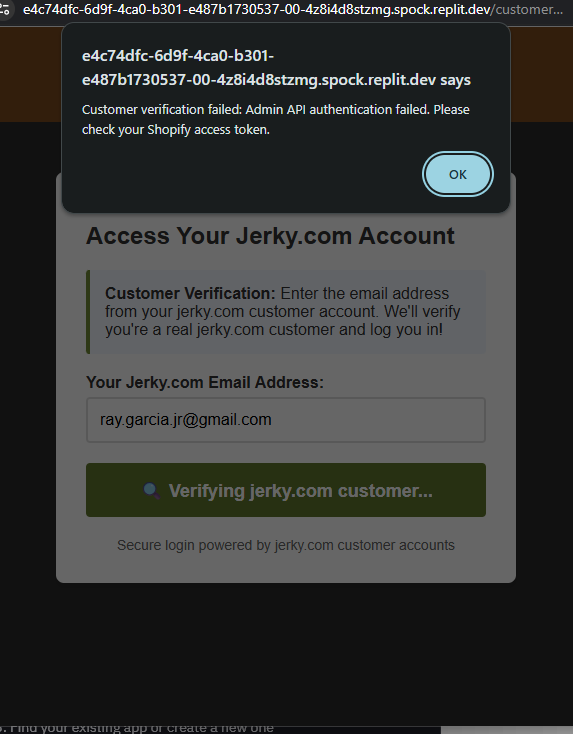 e4c74dfc-6d9f-4ca0-b301-e487b1730537-00-4z8i4d8stzmg.spock.replit.dev/customer...
e4c74dfc-6d9f-4ca0-b301-
e487b1730537-00-4z8i4d8stzmg.spock.replit.dev says
Customer verification failed: Admin API authentication failed. Please
check your Shopify access token.
OK
Access Your Jerky.com Account
Customer Verification: Enter the email address
from your jerky.com customer account. We'll verify
you're a real jerky.com customer and log you in!
Your Jerky.com Email Address:
ray.garcia.jr@gmail.com
🔍 Verifying jerky.com customer...
Secure login powered by jerky.com customer accounts
. Find your existing app or create a new one